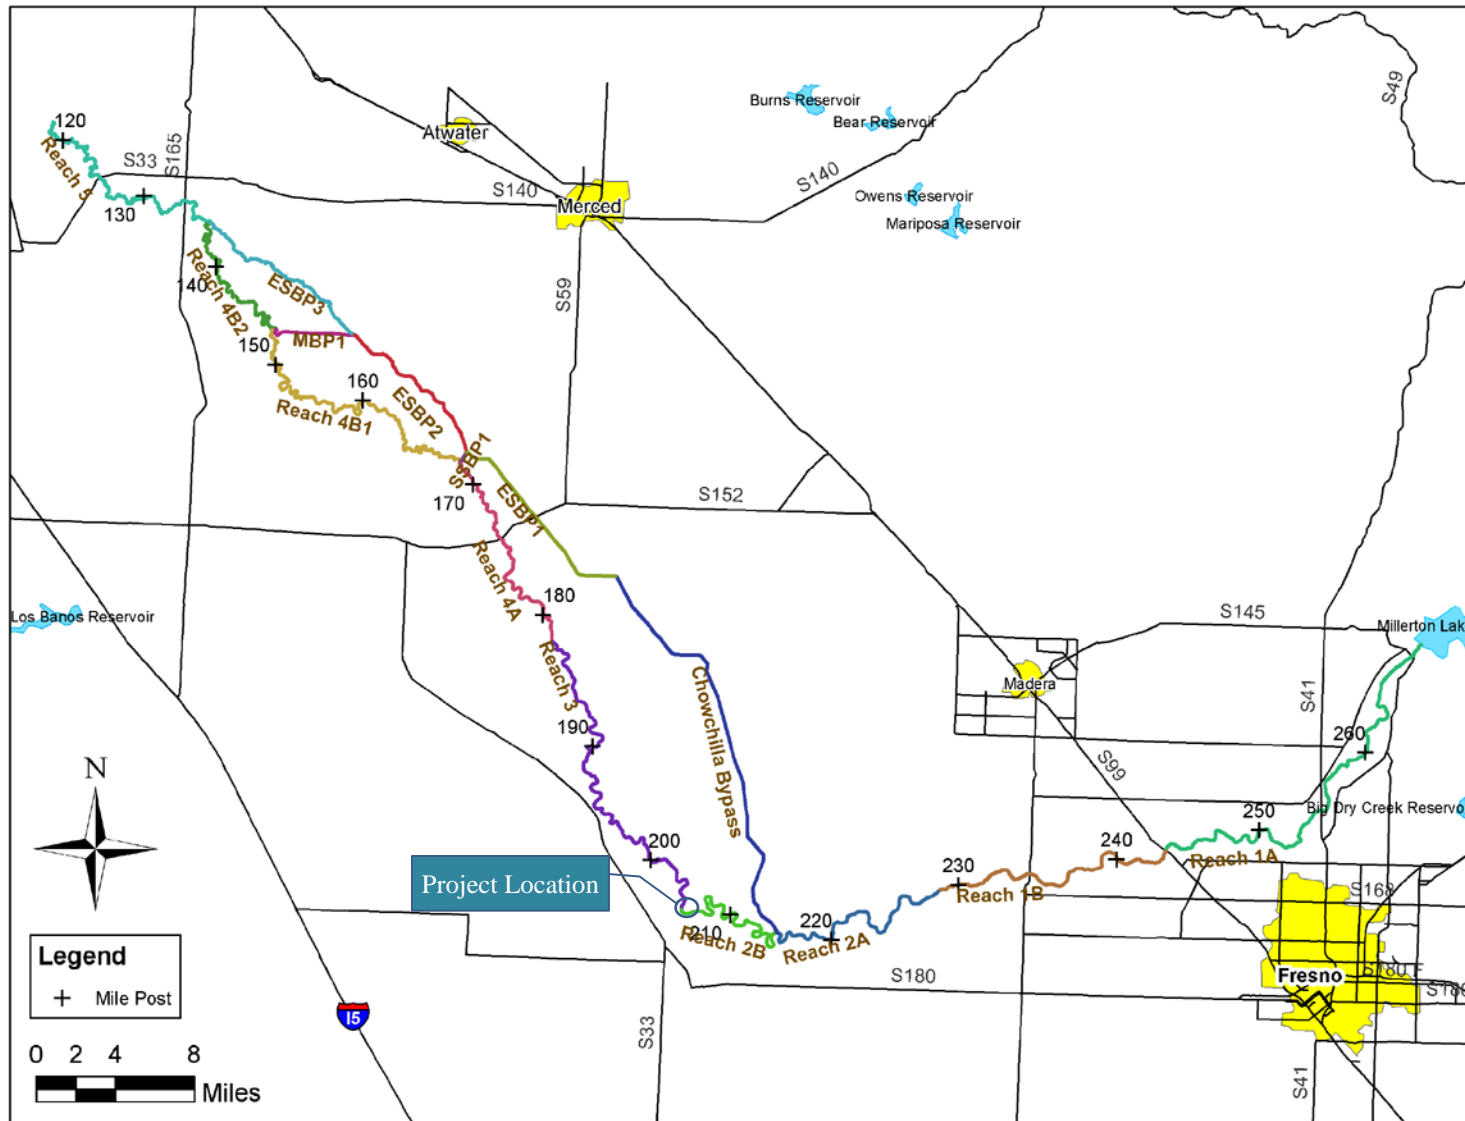 S49
Burns Reservoir
Bear Reservoir
120
Atwater
S165
S33
Reach 5
S140
S140
Owens Reservoir
Merced
Mariposa Reservoir
130
140
Reach 4B2
ESBP3
S59
150
MBP1
160
ESBP2
Reach 4B1
170
ESBP1
S152
Reach 4A
180
Los Banos Reservoir
S145
Millerton Lak
Reach 3
Madera
S41
190
Chowchilla Bypass
260
S99
Big Dry Creek Reservo
250
200
240
Reach 1A
Project Location
230
Reach 1B
S168
210
220
Reach 2B
Reach 2A
Fresno
S180
N
Legend
Mile Post
I5
S33
S41
0 2 4 8
Miles